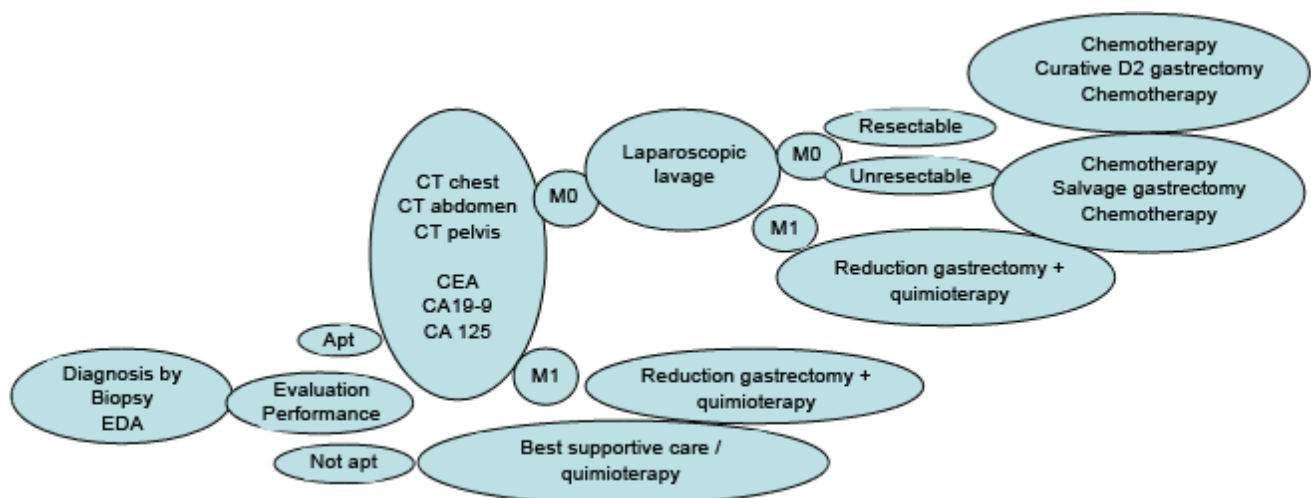 Chemotherapy
Curative D2 gastrectomy
Chemotherapy
Resectable
Laparoscopic
lavage
M0
Unresectable
Chemotherapy
Salvage gastrectomy
Chemotherapy
CT chest
CT abdomen
CT pelvis
M0
M1
CEA
CA19-9
CA 125
Reduction gastrectomy +
quimioterapy
Apt
Diagnosis by
Biopsy
EDA
Evaluation
Performance
M1
Reduction gastrectomy +
quimioterapy
Not apt
Best supportive care /
quimioterapy